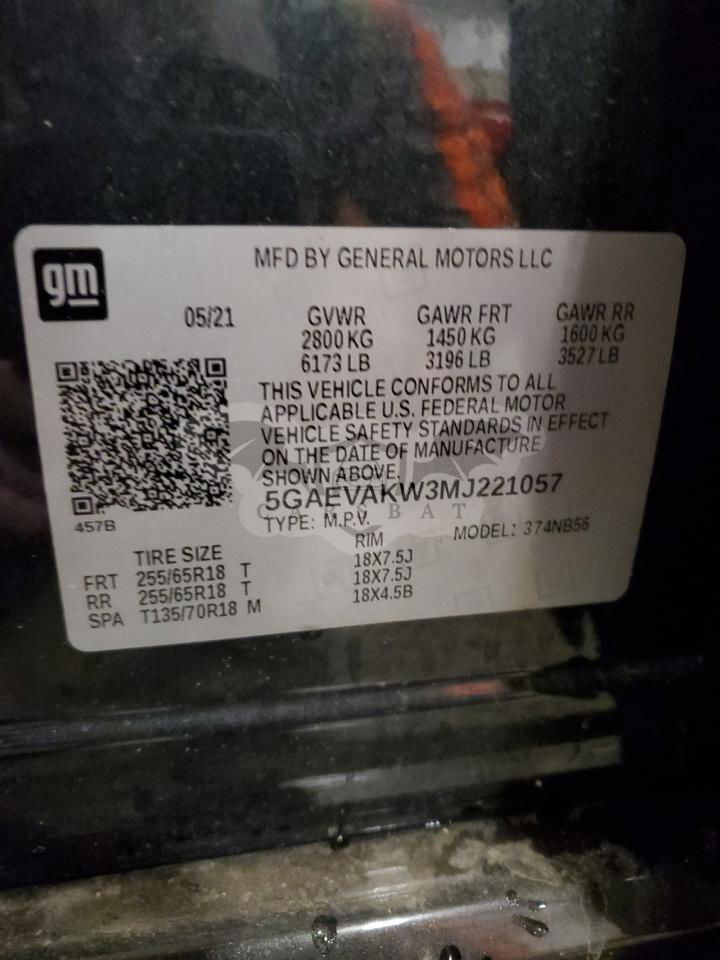 gm
MFD BY GENERAL MOTORS LLC
05/21 GVWR GAWR FRT GAWR RR
2800 KG 1450 KG 1600 KG
6173 LB 3196 LB 3527 LB
THIS VEHICLE CONFORMS TO ALL
APPLICABLE U.S. FEDERAL MOTOR
VEHICLE SAFETY STANDARDS IN EFFECT
ON THE DATE OF MANUFACTURE
SHOWN ABOVE.
5GAEVAKW3MJ221057
CARSBAT
457B
TYPE: M.P.V. MODEL: 374NB56
TIRE SIZE RIM
FRT 255/65R18 T 18X7.5J
RR 255/65R18 T 18X7.5J
SPA T135/70R18 M 18X4.5B